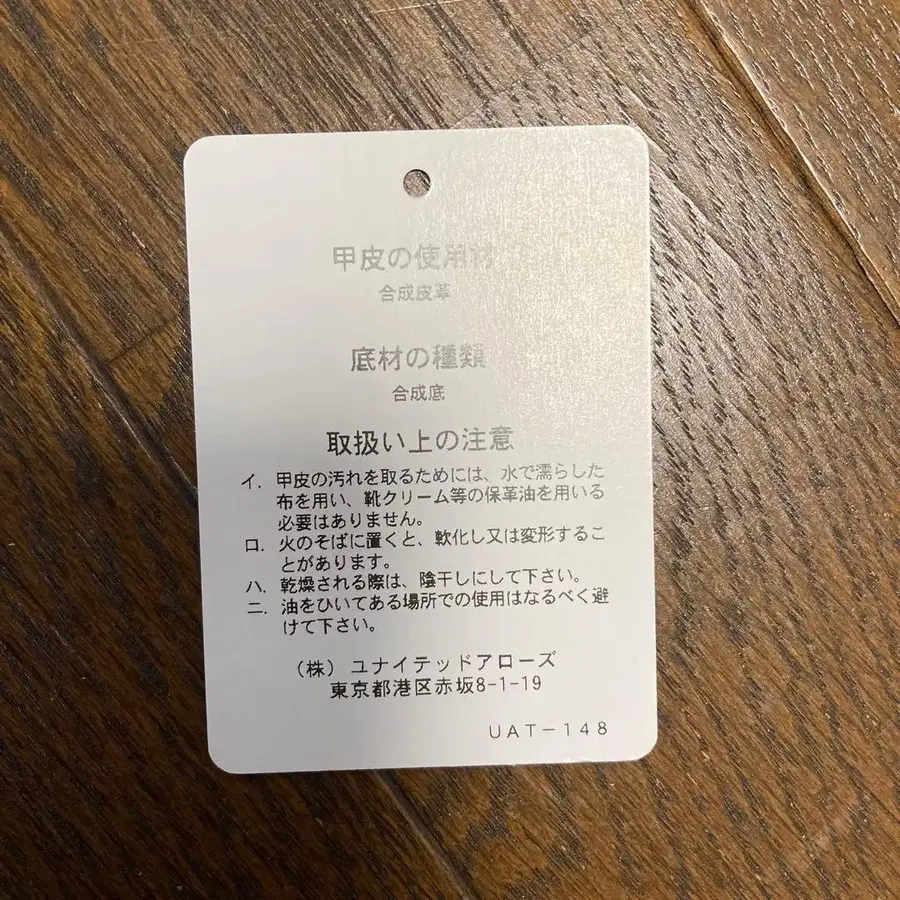 甲皮の使用材
合成皮革
底材の種類
合成底
取扱い上の注意
イ. 甲皮の汚れを取るためには、水で濡らした
布を用い、靴クリーム等の保革油を用いる
必要はありません。
ロ. 火のそばに置くと、軟化し又は変形するこ
とがあります。
ハ. 乾燥される際は、陰干しにして下さい。
ニ. 油をひいてある場所での使用はなるべく避
けて下さい。
(株) ユナイテッドアローズ
東京都港区赤坂8-1-19
UAT-148